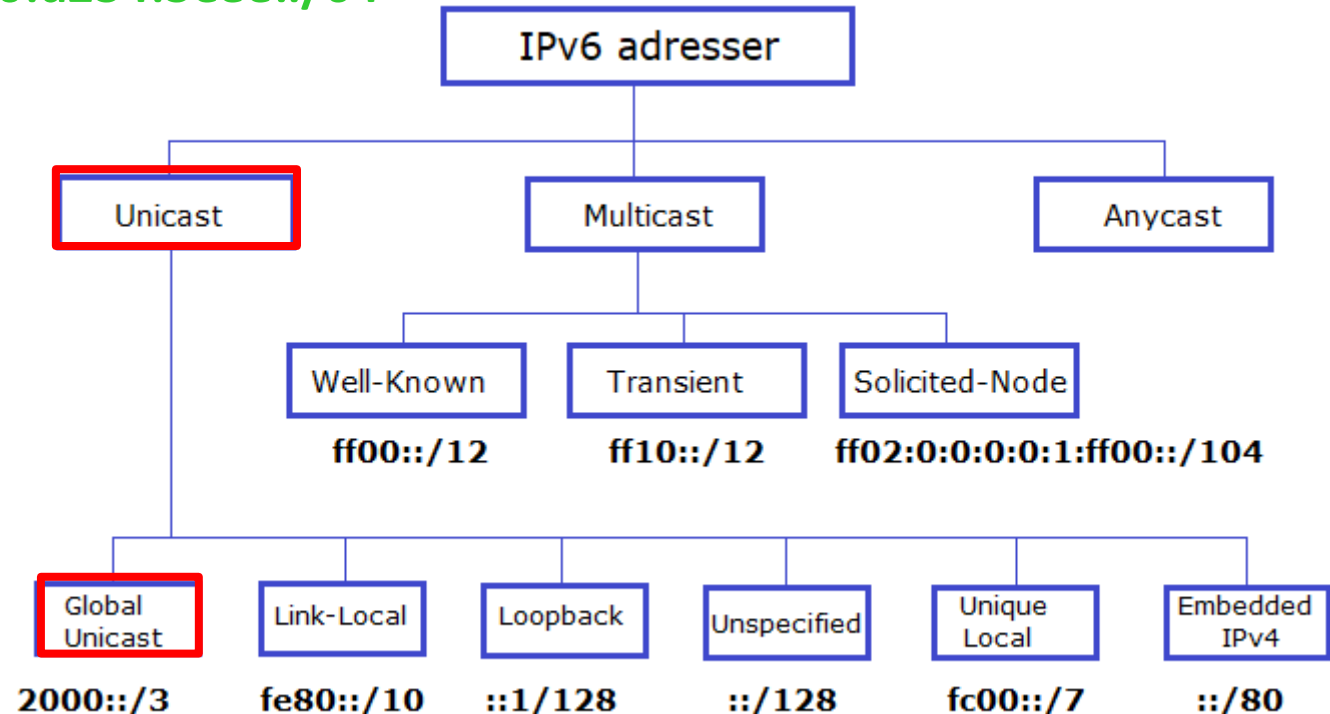 IPv6 adresser
Unicast
Multicast
Anycast
Well-Known
Transient
Solicited-Node
ff00::/12
ff10::/12
ff02:0:0:0:0:1:ff00::/104
Global
Unicast
Link-Local
Loopback
Unspecified
Unique
Local
Embedded
IPv4
2000::/3
fe80::/10
::1/128
::/128
fc00::/7
::/80